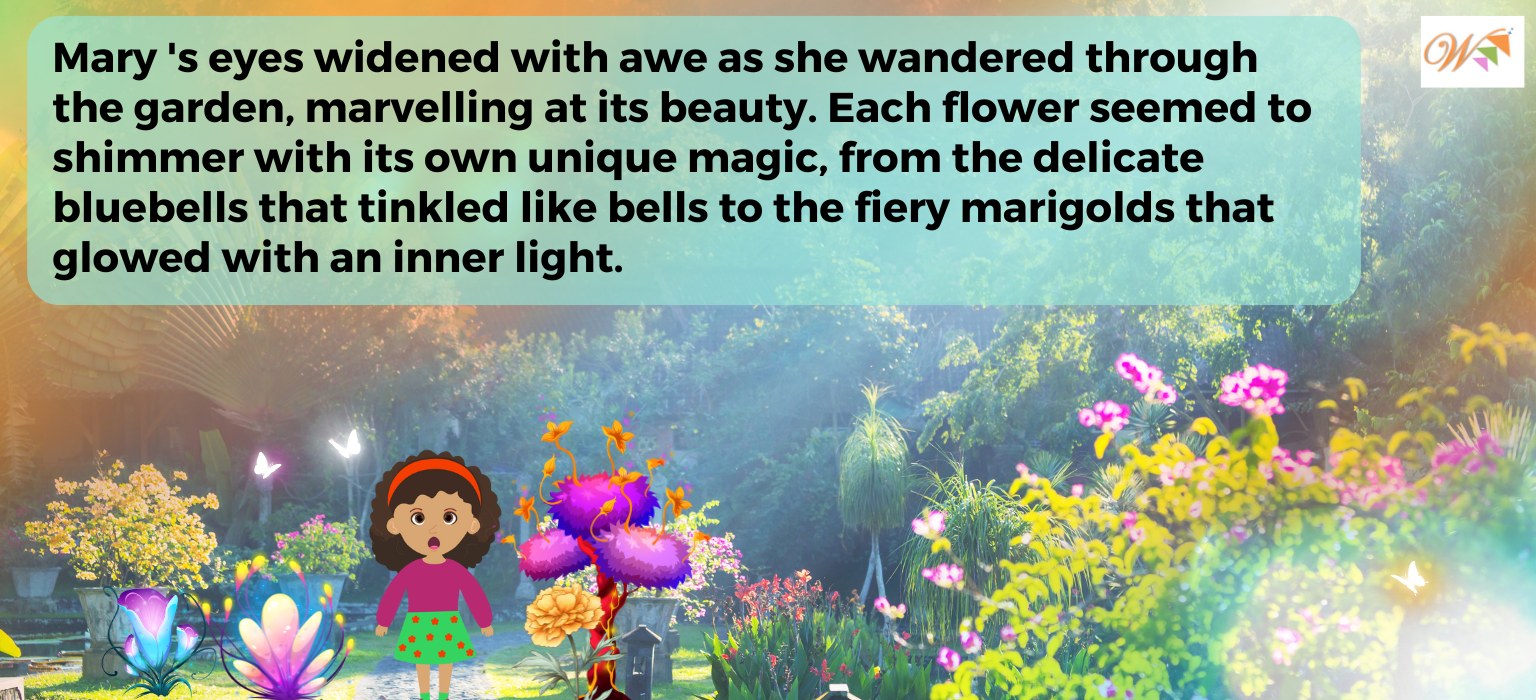 Mary 's eyes widened with awe as she wandered through
the garden, marvelling at its beauty. Each flower seemed to
shimmer with its own unique magic, from the delicate
bluebells that tinkled like bells to the fiery marigolds that
glowed with an inner light.
W